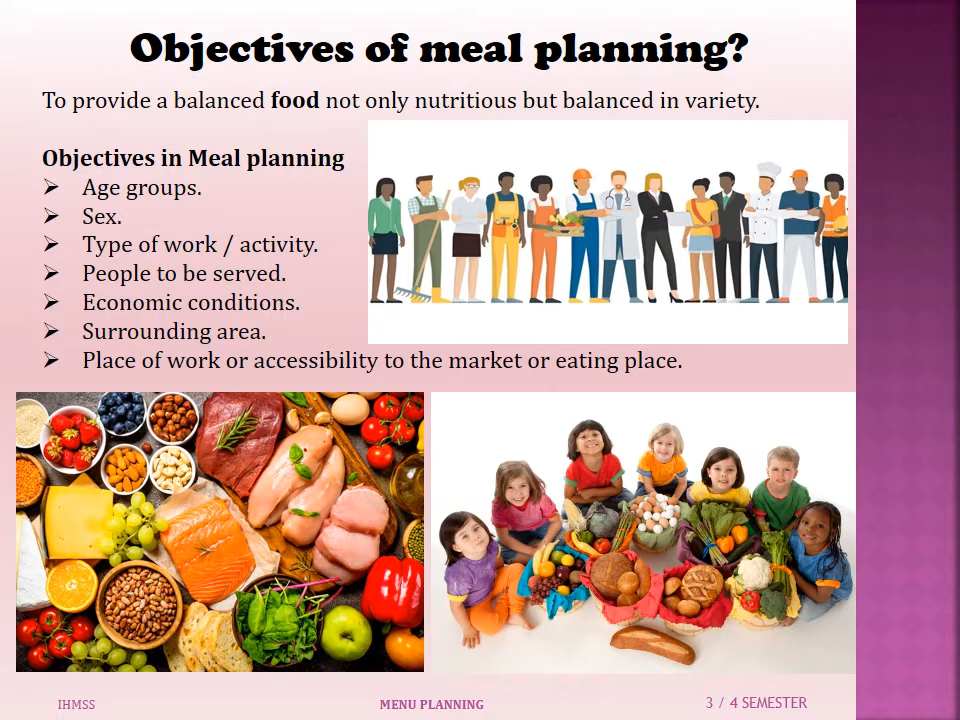 Objectives of meal planning?
To provide a balanced food not only nutritious but balanced in variety.
Objectives in Meal planning
➢ Age groups.
➢ Sex.
➢ Type of work / activity.
➢ People to be served.
➢ Economic conditions.
➢ Surrounding area.
➢ Place of work or accessibility to the market or eating place.
IHMSS
MENU PLANNING
3 / 4 SEMESTER